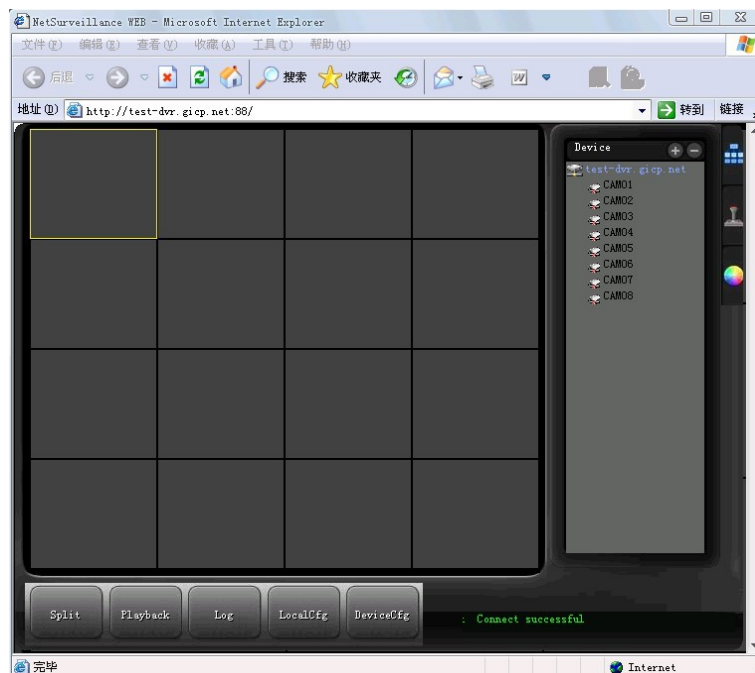 NetSurveillance WEB - Microsoft Internet Explorer
文件(F) 编辑(E) 查看(V) 收藏(A) 工具(T) 帮助(H)
后退 搜索 收藏夹
地址(D) http://test-dvr.gicp.net:88/ 转到 链接
Device
test-dvr.gicp.net
CAM01
CAM02
CAM03
CAM04
CAM05
CAM06
CAM07
CAM08
Split Playback Log LocalCfg DeviceCfg : Connect successful
完毕 Internet